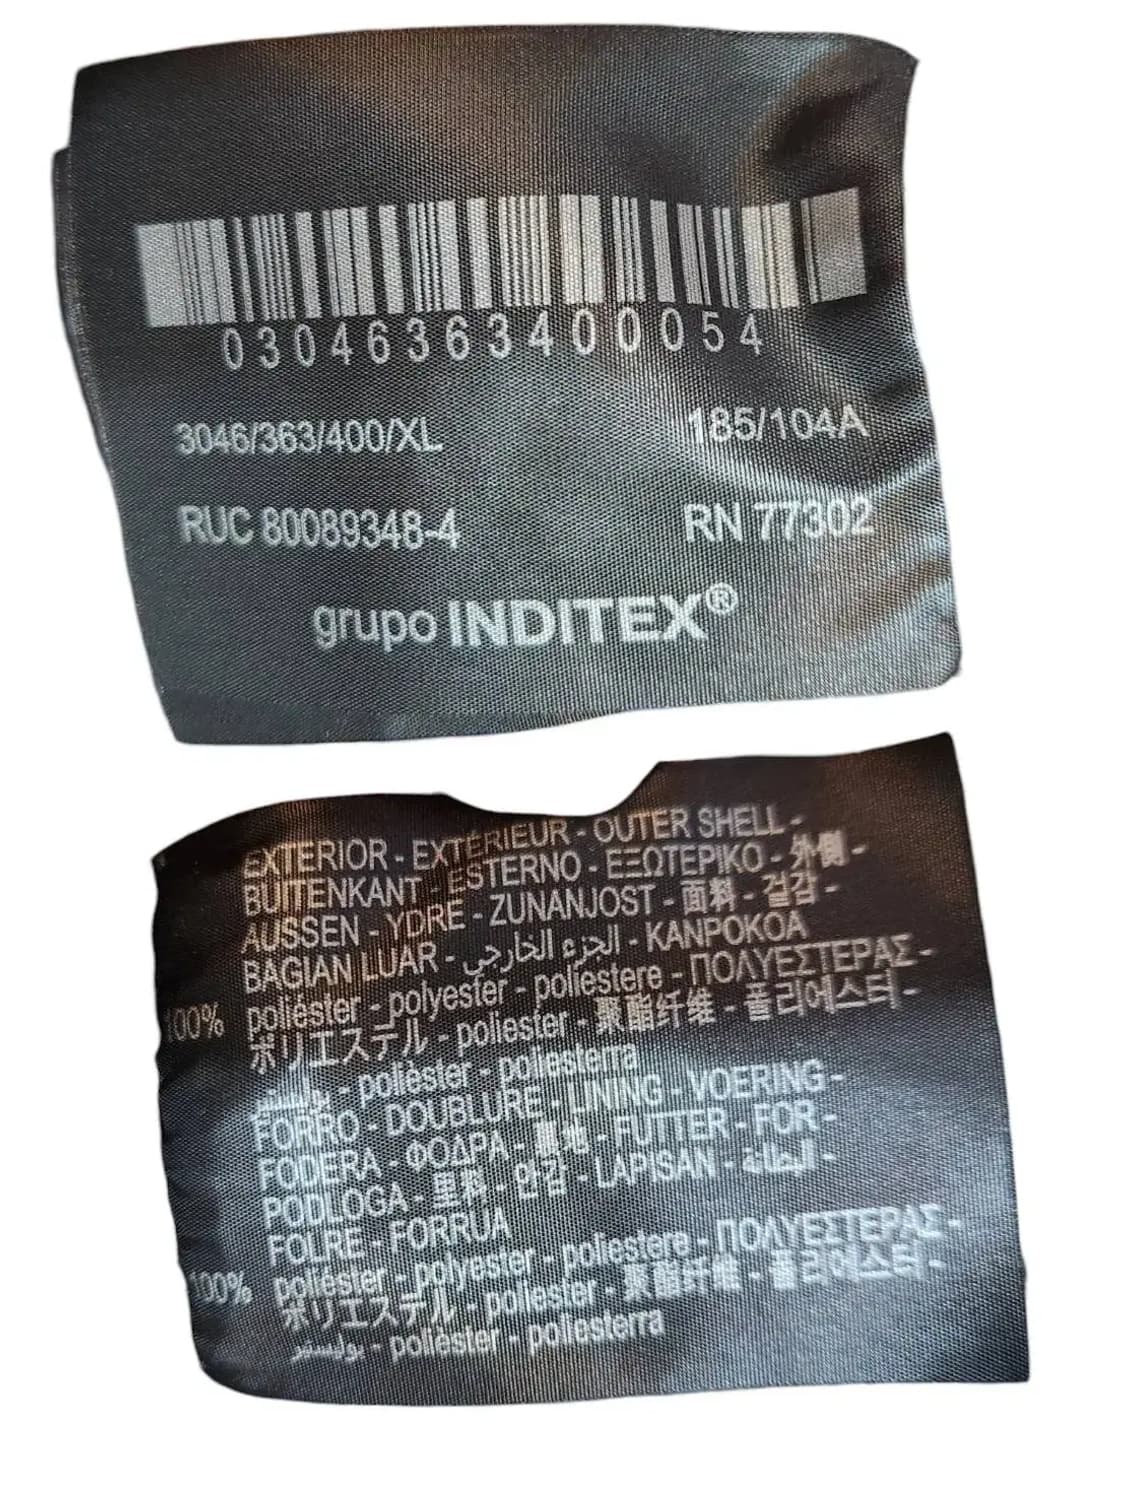 03046363400054
3046/363/400/XL 185/104A
RUC 80089348-4 RN 77302
grupo INDITEX®
EXTERIOR - EXTÉRIEUR - OUTER SHELL -
BUITENKANT - ESTERNO - ΕΞΩΤΕΡΙΚΟ - 外側 -
AUSSEN - YDRE - ZUNANJOST - 面料 - 겉감 -
BAGIAN LUAR - الجزء الخارجي - KANPOKOA
100% poliéster - polyester - poliestere - ΠΟΛΥΕΣΤΕΡΑΣ -
ポリエステル - poliester - 聚酯纤维 - 폴리에스터 -
بوليستر - polièster - poliesterra
FORRO - DOUBLURE - LINING - VOERING -
FODERA - ΦΟΔΡΑ - 裏地 - FUTTER - FOR -
PODLOGA - 里料 - 안감 - LAPISAN - البطانة -
FOLRE - FORRUA
100% poliéster - polyester - poliestere - ΠΟΛΥΕΣΤΕΡΑΣ -
ポリエステル - poliester - 聚酯纤维 - 폴리에스터 -
بوليستر - polièster - poliesterra